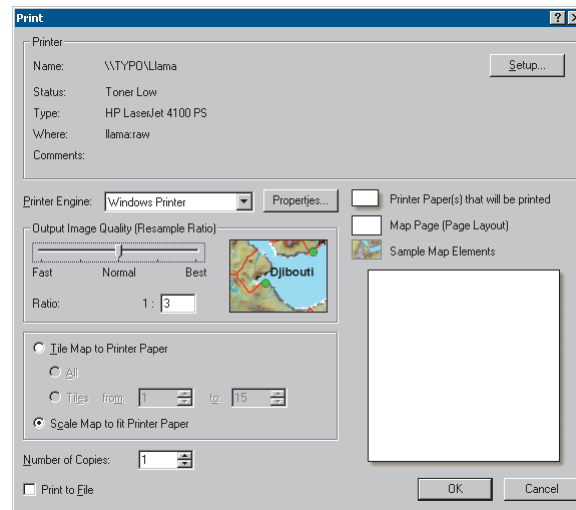 Print
Printer
Name: \\TYPO\Llama
Setup...
Status: Toner Low
Type: HP LaserJet 4100 PS
Where: llama:raw
Comments:
Printer Engine: Windows Printer Properties...
Output Image Quality (Resample Ratio)
Fast Normal Best
Ratio: 1: 3
Djibouti
Printer Paper(s) that will be printed
Map Page (Page Layout)
Sample Map Elements
Tile Map to Printer Paper
All
Tiles from: 1 to: 15
Scale Map to fit Printer Paper
Number of Copies: 1
Print to File
OK Cancel